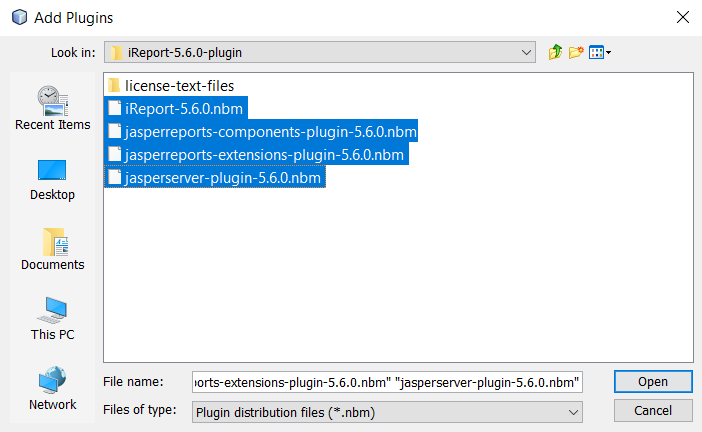 Add Plugins
Look in: iReport-5.6.0-plugin
license-text-files
iReport-5.6.0.nbm
jasperreports-components-plugin-5.6.0.nbm
jasperreports-extensions-plugin-5.6.0.nbm
jasperserver-plugin-5.6.0.nbm
Recent Items
Desktop
Documents
This PC
Network
File name: orts-extensions-plugin-5.6.0.nbm" "jasperserver-plugin-5.6.0.nbm" Open
Files of type: Plugin distribution files (*.nbm) Cancel